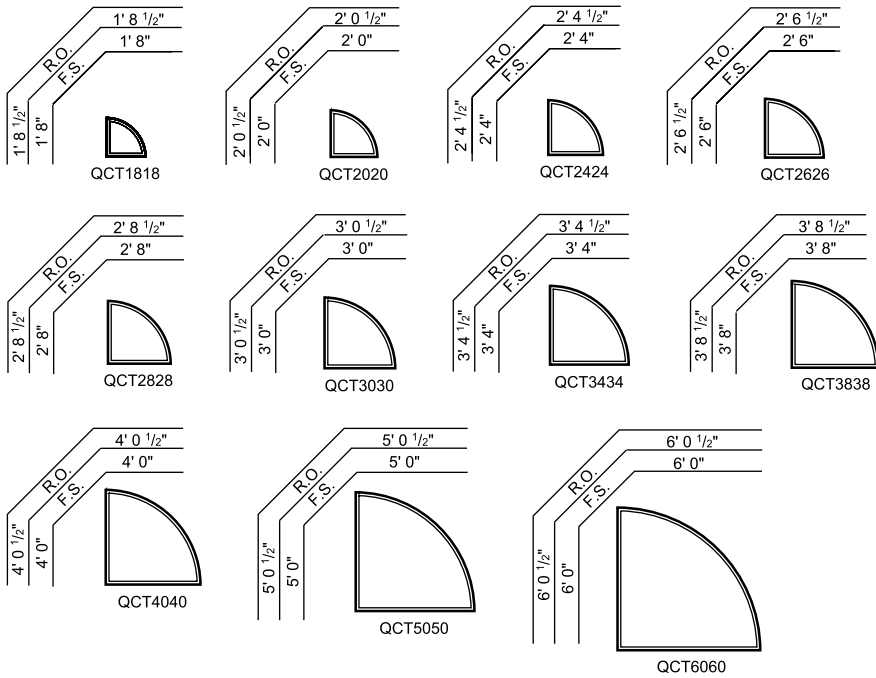 1' 8 1/2"
R.O.
1' 8"
F.S.
1' 8 1/2"
1' 8"
QCT1818
2' 0 1/2"
R.O.
2' 0"
F.S.
2' 0 1/2"
2' 0"
QCT2020
2' 4 1/2"
R.O.
2' 4"
F.S.
2' 4 1/2"
2' 4"
QCT2424
2' 6 1/2"
R.O.
2' 6"
F.S.
2' 6 1/2"
2' 6"
QCT2626
2' 8 1/2"
R.O.
2' 8"
F.S.
2' 8 1/2"
2' 8"
QCT2828
3' 0 1/2"
R.O.
3' 0"
F.S.
3' 0 1/2"
3' 0"
QCT3030
3' 4 1/2"
R.O.
3' 4"
F.S.
3' 4 1/2"
3' 4"
QCT3434
3' 8 1/2"
R.O.
3' 8"
F.S.
3' 8 1/2"
3' 8"
QCT3838
4' 0 1/2"
R.O.
4' 0"
F.S.
4' 0 1/2"
4' 0"
QCT4040
5' 0 1/2"
R.O.
5' 0"
F.S.
5' 0 1/2"
5' 0"
QCT5050
6' 0 1/2"
R.O.
6' 0"
F.S.
6' 0 1/2"
6' 0"
QCT6060